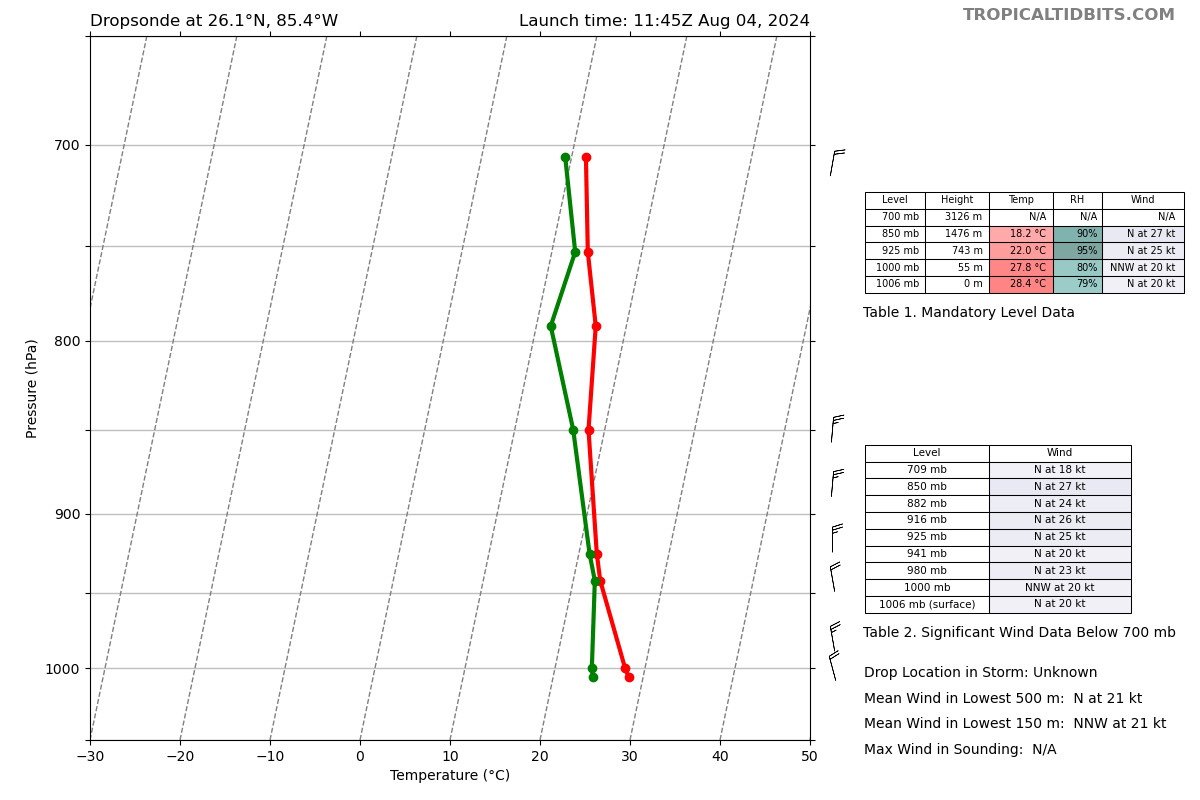 Dropsonde at 26.1°N, 85.4°W Launch time: 11:45Z Aug 04, 2024
TROPICALTIDBITS.COM
700
800
900
1000
Pressure (hPa)
−30 −20 −10 0 10 20 30 40 50
Temperature (°C)
Level Height Temp RH Wind
700 mb 3126 m N/A N/A N/A
850 mb 1476 m 18.2 °C 90% N at 27 kt
925 mb 743 m 22.0 °C 95% N at 25 kt
1000 mb 55 m 27.8 °C 80% NNW at 20 kt
1006 mb 0 m 28.4 °C 79% N at 20 kt
Table 1. Mandatory Level Data
Level Wind
709 mb N at 18 kt
850 mb N at 27 kt
882 mb N at 24 kt
916 mb N at 26 kt
925 mb N at 25 kt
941 mb N at 20 kt
980 mb N at 23 kt
1000 mb NNW at 20 kt
1006 mb (surface) N at 20 kt
Table 2. Significant Wind Data Below 700 mb
Drop Location in Storm: Unknown
Mean Wind in Lowest 500 m: N at 21 kt
Mean Wind in Lowest 150 m: NNW at 21 kt
Max Wind in Sounding: N/A